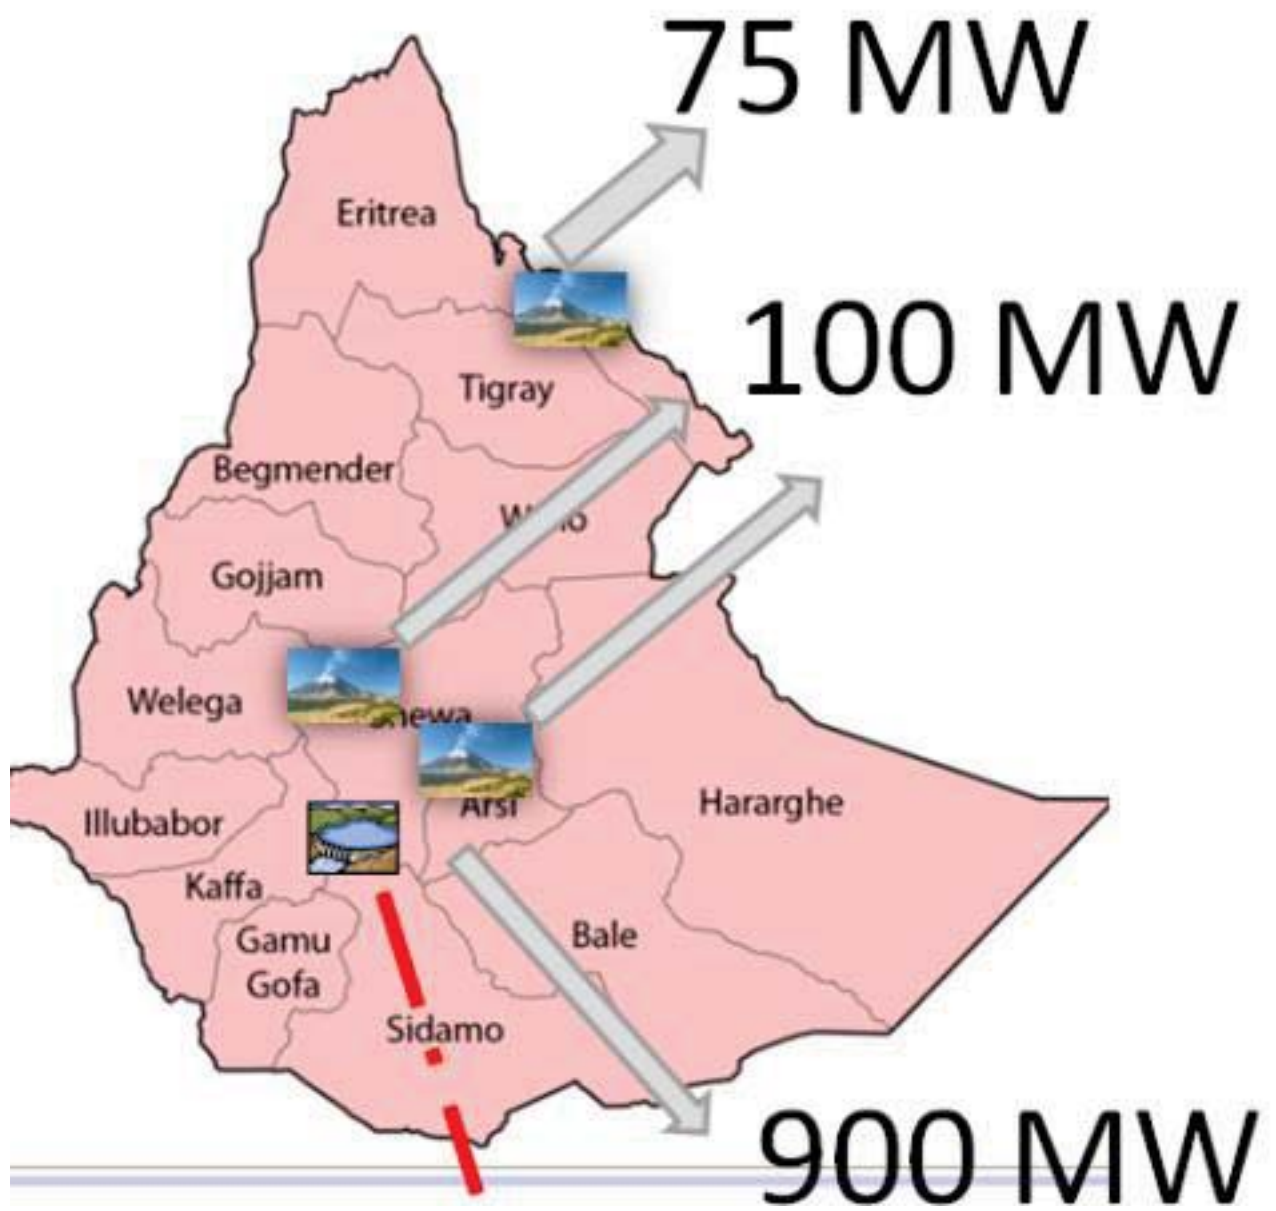 75 MW
Eritrea
100 MW
Tigray
Begmender
Gojjam
Welega
Arsi
Hararghe
Illubabor
Kaffa
Bale
Gamu
Gofa
Sidamo
900 MW